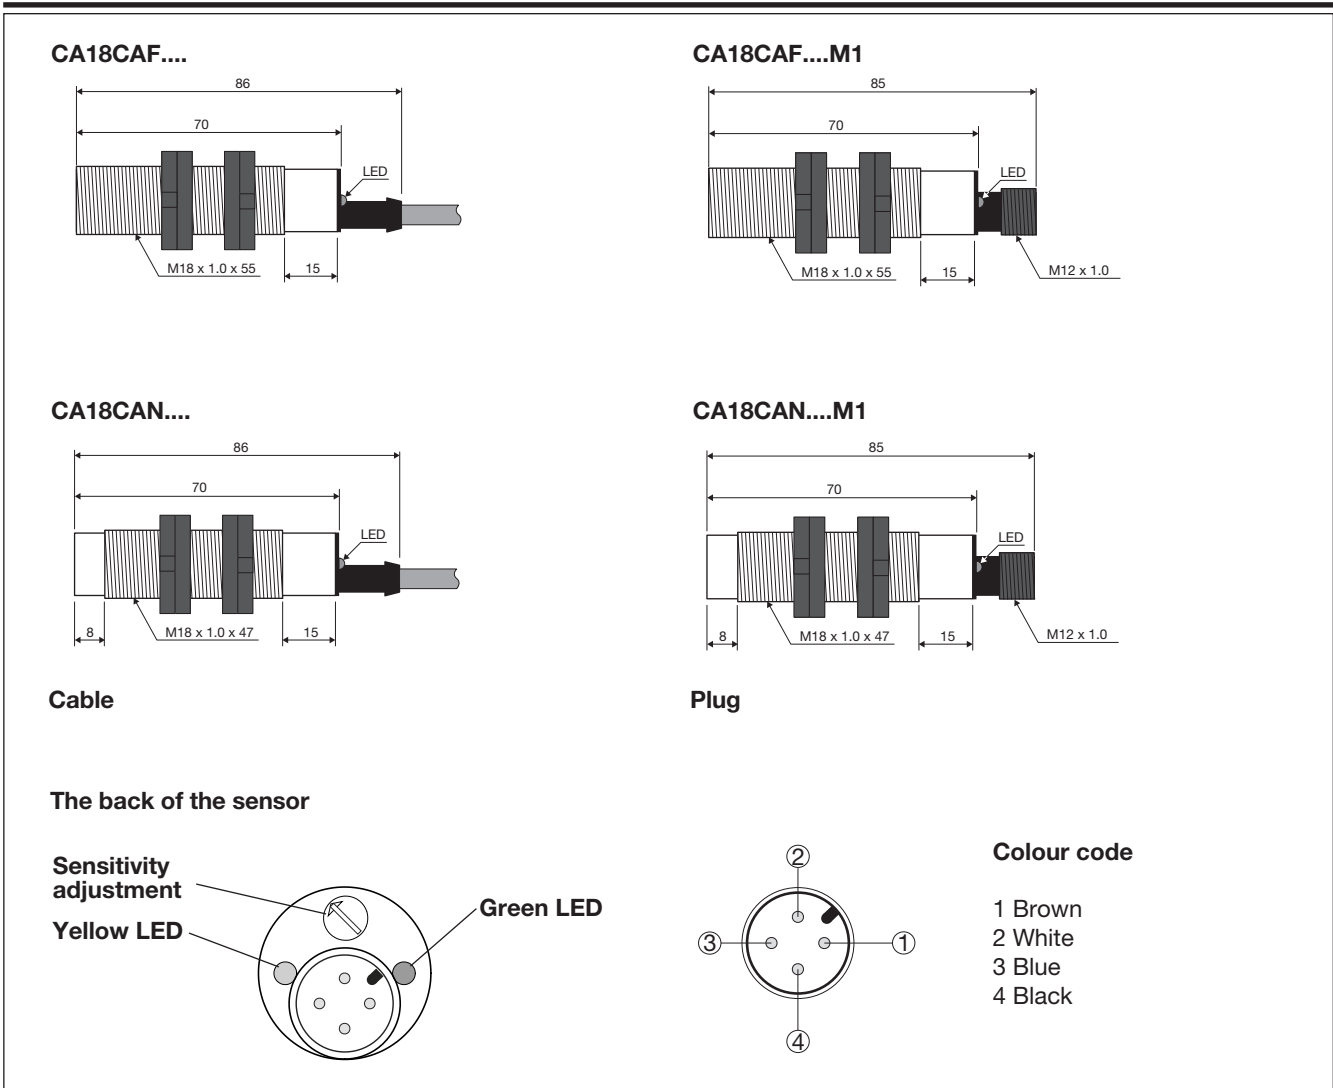 CA18CAF....
86
70
LED
M18 x 1.0 x 55
15
CA18CAF....M1
85
70
LED
M18 x 1.0 x 55
15
M12 x 1.0
CA18CAN....
86
70
LED
8
M18 x 1.0 x 47
15
CA18CAN....M1
85
70
LED
8
M18 x 1.0 x 47
15
M12 x 1.0
Cable
Plug
The back of the sensor
Sensitivity
adjustment
Yellow LED
Green LED
2
3
1
4
Colour code
1 Brown
2 White
3 Blue
4 Black